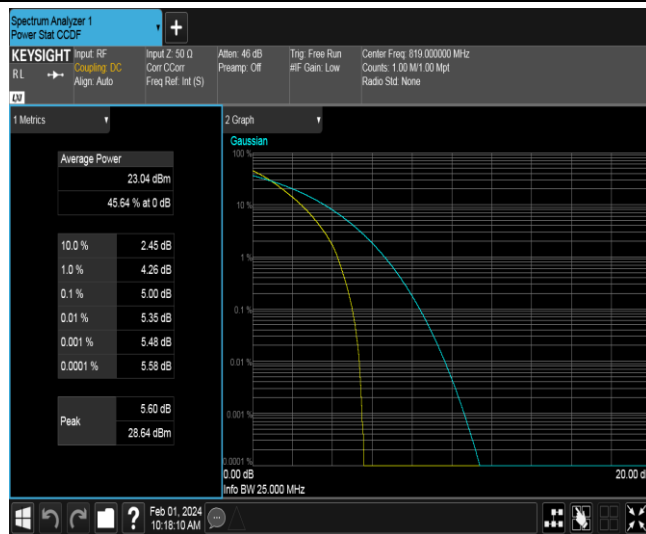 Spectrum Analyzer 1
Power Stat CCDF
+
KEYSIGHT
RL
LXI
Input: RF
Coupling: DC
Align: Auto
Input Z: 50 Ω
Corr CCorr
Freq Ref: Int (S)
Atten: 46 dB
Preamp: Off
Trig: Free Run
#IF Gain: Low
Center Freq: 819.000000 MHz
Counts: 1.00 M/1.00 Mpt
Radio Std: None
1 Metrics
Average Power
23.04 dBm
45.64 % at 0 dB
10.0 % 2.45 dB
1.0 % 4.26 dB
0.1 % 5.00 dB
0.01 % 5.35 dB
0.001 % 5.48 dB
0.0001 % 5.58 dB
Peak
5.60 dB
28.64 dBm
2 Graph
Gaussian
100 %
10 %
1 %
0.1 %
0.01 %
0.001 %
0.0001 %
0.00 dB
20.00 d
Info BW 25.000 MHz
?
Feb 01, 2024
10:18:10 AM